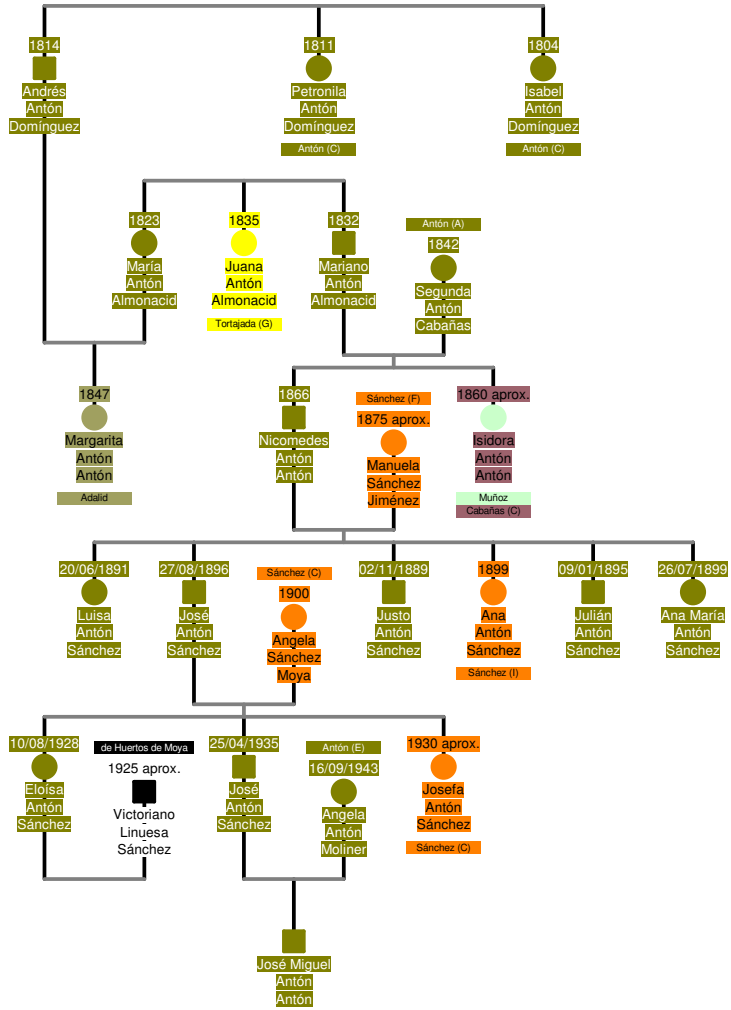 1814
Andrés
Antón
Domínguez
1811
Petronila
Antón
Domínguez
Antón (C)
1804
Isabel
Antón
Domínguez
Antón (C)
1823
María
Antón
Almonacid
1835
Juana
Antón
Almonacid
Tortajada (G)
1832
Mariano
Antón
Almonacid
Antón (A)
1842
Segunda
Antón
Cabañas
1847
Margarita
Antón
Antón
Adalid
1866
Nicomedes
Antón
Antón
Sánchez (F)
1875 aprox.
Manuela
Sánchez
Jiménez
1860 aprox.
Isidora
Antón
Antón
Muñoz
Cabañas (C)
20/06/1891
Luisa
Antón
Sánchez
27/08/1896
José
Antón
Sánchez
Sánchez (C)
1900
Angela
Sánchez
Moya
02/11/1889
Justo
Antón
Sánchez
1899
Ana
Antón
Sánchez
Sánchez (I)
09/01/1895
Julián
Antón
Sánchez
26/07/1899
Ana María
Antón
Sánchez
10/08/1928
Eloísa
Antón
Sánchez
de Huertos de Moya
1925 aprox.
Victoriano
Linuesa
Sánchez
25/04/1935
José
Antón
Sánchez
Antón (E)
16/09/1943
Angela
Antón
Moliner
1930 aprox.
Josefa
Antón
Sánchez
Sánchez (C)
José Miguel
Antón
Antón